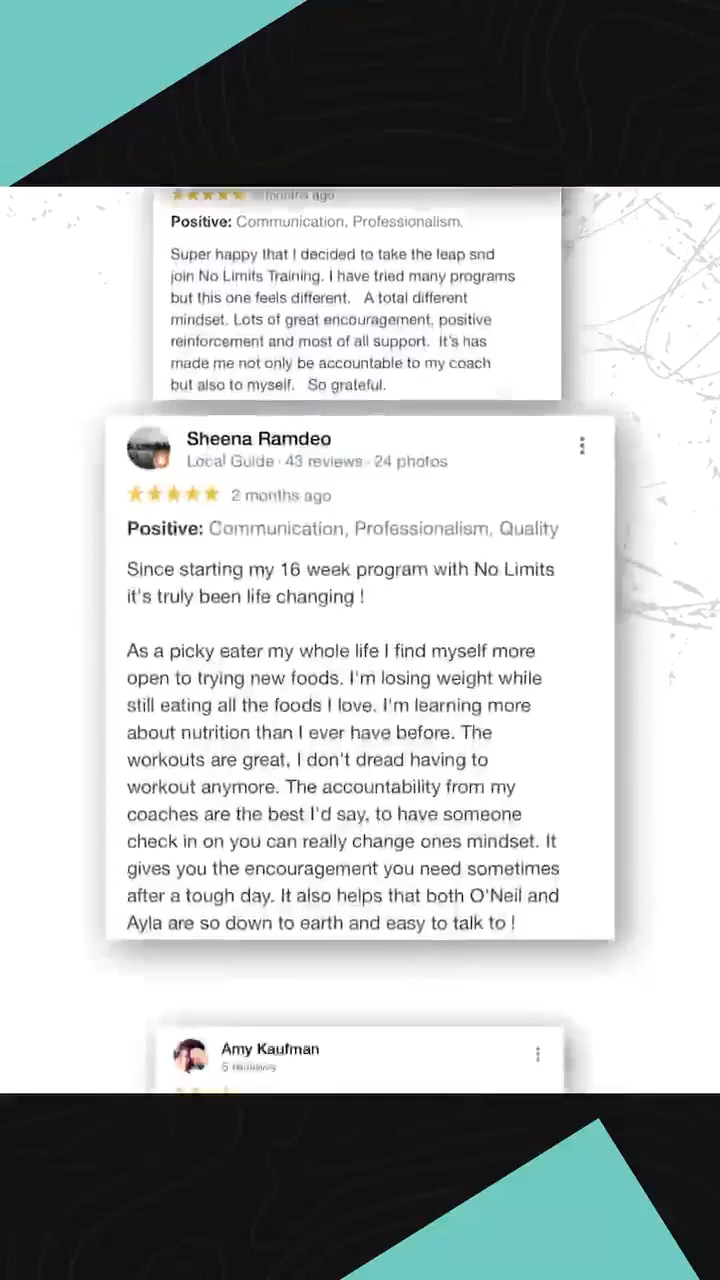 months ago
Positive: Communication, Professionalism,
Super happy that I decided to take the leap snd
join No Limits Training. I have tried many programs
but this one feels different. A total different
mindset. Lots of great encouragement, positive
reinforcement and most of all support. It's has
made me not only be accountable to my coach
but also to myself. So grateful.
Sheena Ramdeo
Local Guide · 43 reviews · 24 photos
2 months ago
Positive: Communication, Professionalism, Quality
Since starting my 16 week program with No Limits
it's truly been life changing !
As a picky eater my whole life I find myself more
open to trying new foods. I'm losing weight while
still eating all the foods I love. I'm learning more
about nutrition than I ever have before. The
workouts are great, I don't dread having to
workout anymore. The accountability from my
coaches are the best I'd say, to have someone
check in on you can really change ones mindset. It
gives you the encouragement you need sometimes
after a tough day. It also helps that both O'Neil and
Ayla are so down to earth and easy to talk to !
Amy Kaufman
5 reviews